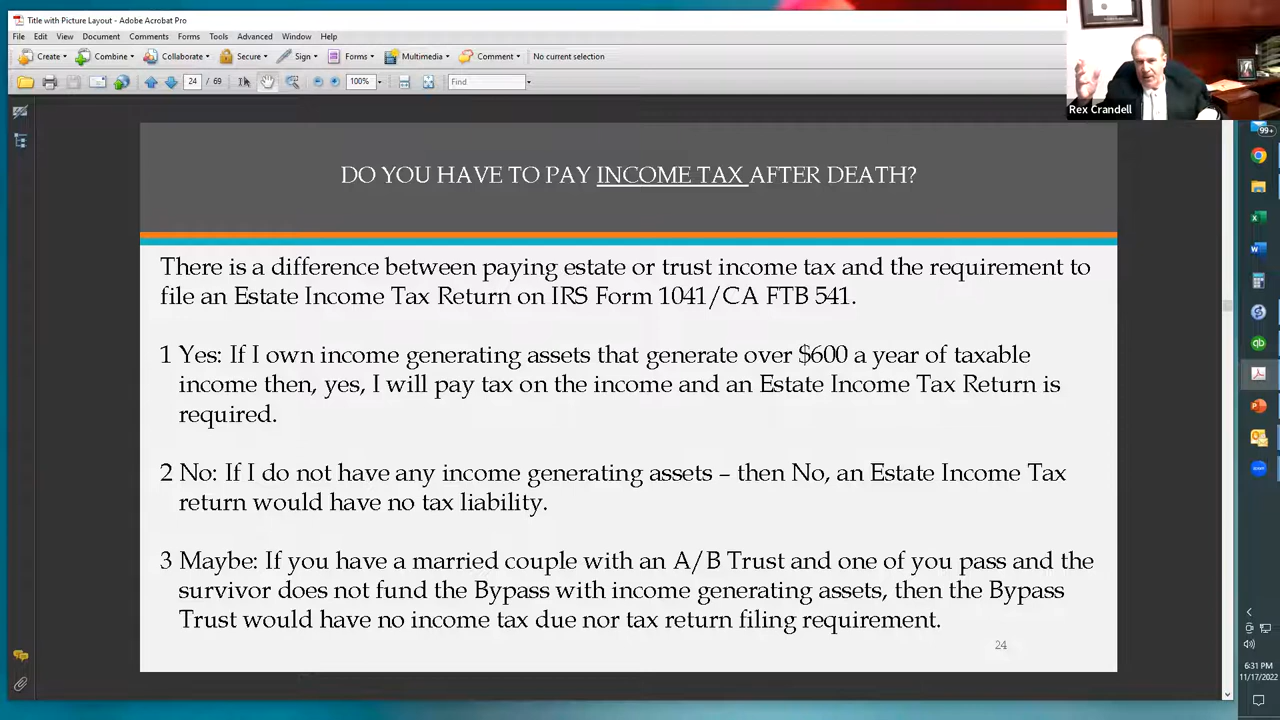 Title with Picture Layout - Adobe Acrobat Pro
File Edit View Document Comments Forms Tools Advanced Window Help
Create Combine Collaborate Secure Sign Forms Multimedia Comment No current selection
24 / 69 100% Find
Rex Crandell
99+
DO YOU HAVE TO PAY INCOME TAX AFTER DEATH?
There is a difference between paying estate or trust income tax and the requirement to
file an Estate Income Tax Return on IRS Form 1041/CA FTB 541.
1 Yes: If I own income generating assets that generate over $600 a year of taxable
income then, yes, I will pay tax on the income and an Estate Income Tax Return is
required.
2 No: If I do not have any income generating assets – then No, an Estate Income Tax
return would have no tax liability.
3 Maybe: If you have a married couple with an A/B Trust and one of you pass and the
survivor does not fund the Bypass with income generating assets, then the Bypass
Trust would have no income tax due nor tax return filing requirement.
24
6:31 PM
11/17/2022